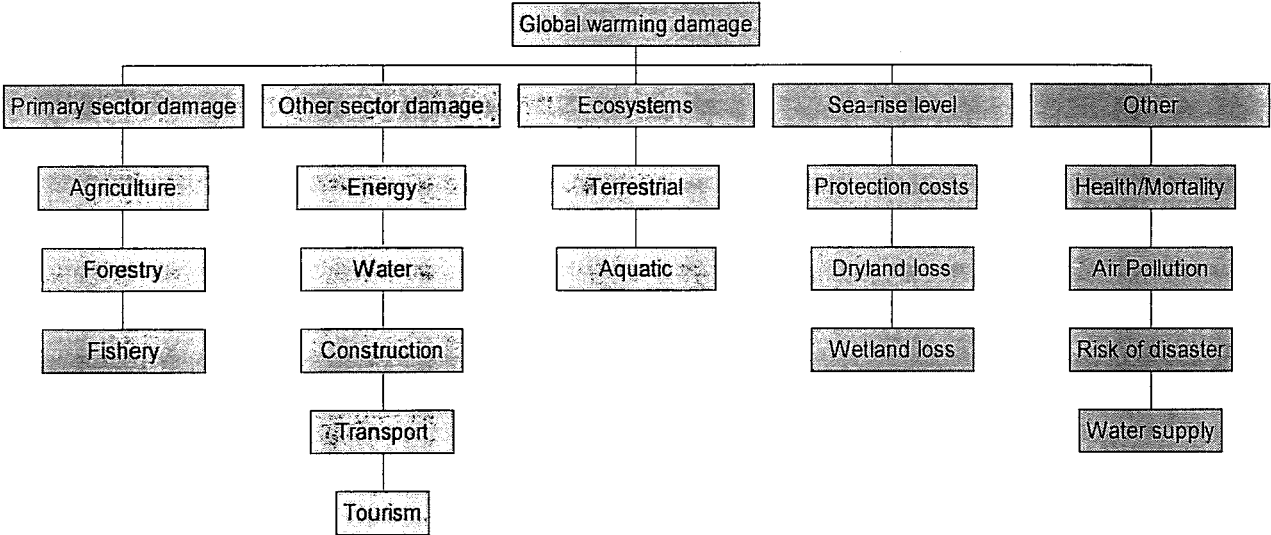 Global warming damage
Primary sector damage
Other sector damage
Ecosystems
Sea-rise level
Other
Agriculture
Energy
Terrestrial
Protection costs
Health/Mortality
Forestry
Water
Aquatic
Dryland loss
Air Pollution
Fishery
Construction
Wetland loss
Risk of disaster
Transport
Water supply
Tourism